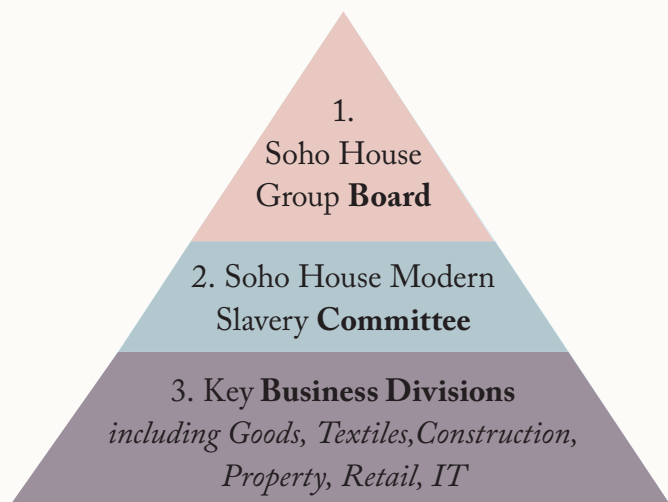 1.
Soho House
Group Board
2. Soho House Modern
Slavery Committee
3. Key Business Divisions
including Goods, Textiles,Construction,
Property, Retail, IT